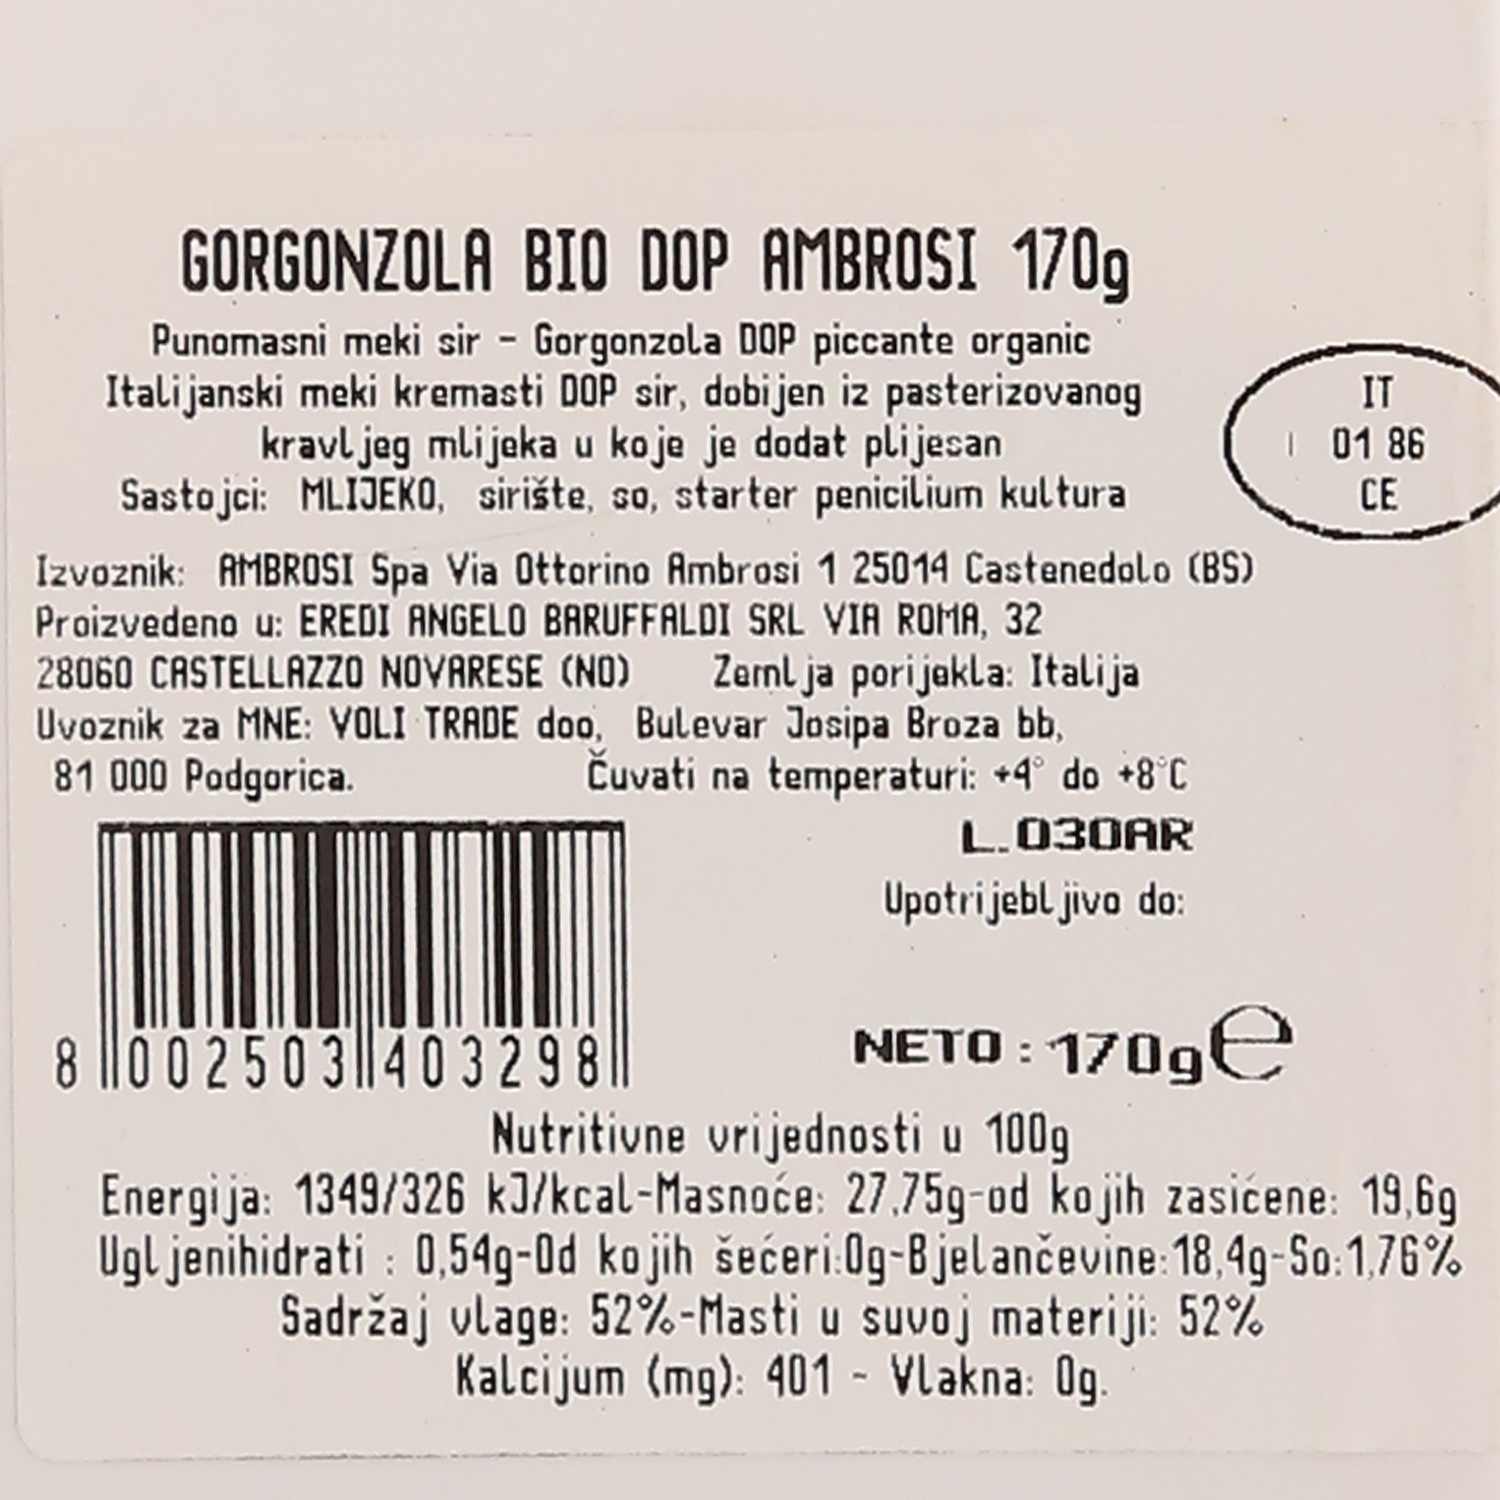 GORGONZOLA BIO DOP AMBROSI 170g
Punomasni meki sir - Gorgonzola DOP piccante organic
Italijanski meki kremasti DOP sir, dobijen iz pasterizovanog
kravljeg mlijeka u koje je dodat plijesan
Sastojci: MLIJEKO, sirište, so, starter penicilium kultura
IT
01 86
CE
Izvoznik: AMBROSI Spa Via Ottorino Ambrosi 1 25014 Castenedolo (BS)
Proizvedeno u: EREDI ANGELO BARUFFALDI SRL VIA ROMA, 32
28060 CASTELLAZZO NOVARESE (NO) Zemlja porijekla: Italija
Uvoznik za MNE: VOLI TRADE doo, Bulevar Josipa Broza bb,
81 000 Podgorica. Čuvati na temperaturi: +4° do +8°C
L.030AR
Upotrijebljivo do:
NETO : 170g e
8 002503 403298
Nutritivne vrijednosti u 100g
Energija: 1349/326 kJ/kcal-Masnoće: 27,75g-od kojih zasićene: 19,6g
Ugljenihidrati : 0,54g-Od kojih šećeri:0g-Bjelančevine:18,4g-So:1,76%
Sadržaj vlage: 52%-Masti u suvoj materiji: 52%
Kalcijum (mg): 401 - Vlakna: 0g.